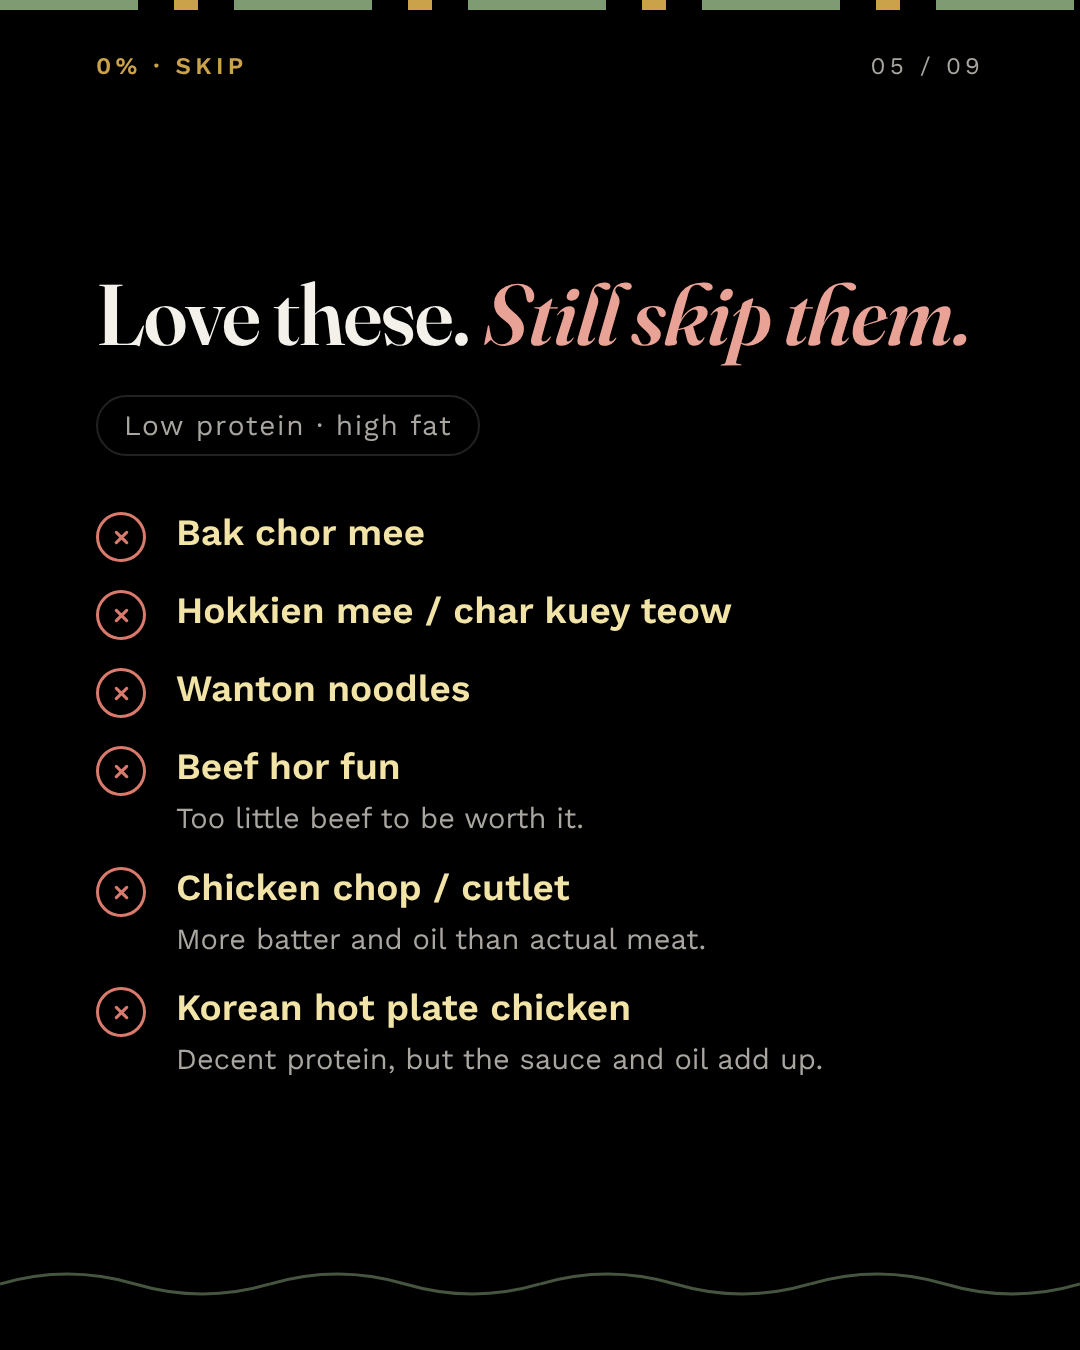 0% · SKIP
05 / 09
Love these. Still skip them.
Low protein · high fat
Bak chor mee
Hokkien mee / char kuey teow
Wanton noodles
Beef hor fun
Too little beef to be worth it.
Chicken chop / cutlet
More batter and oil than actual meat.
Korean hot plate chicken
Decent protein, but the sauce and oil add up.